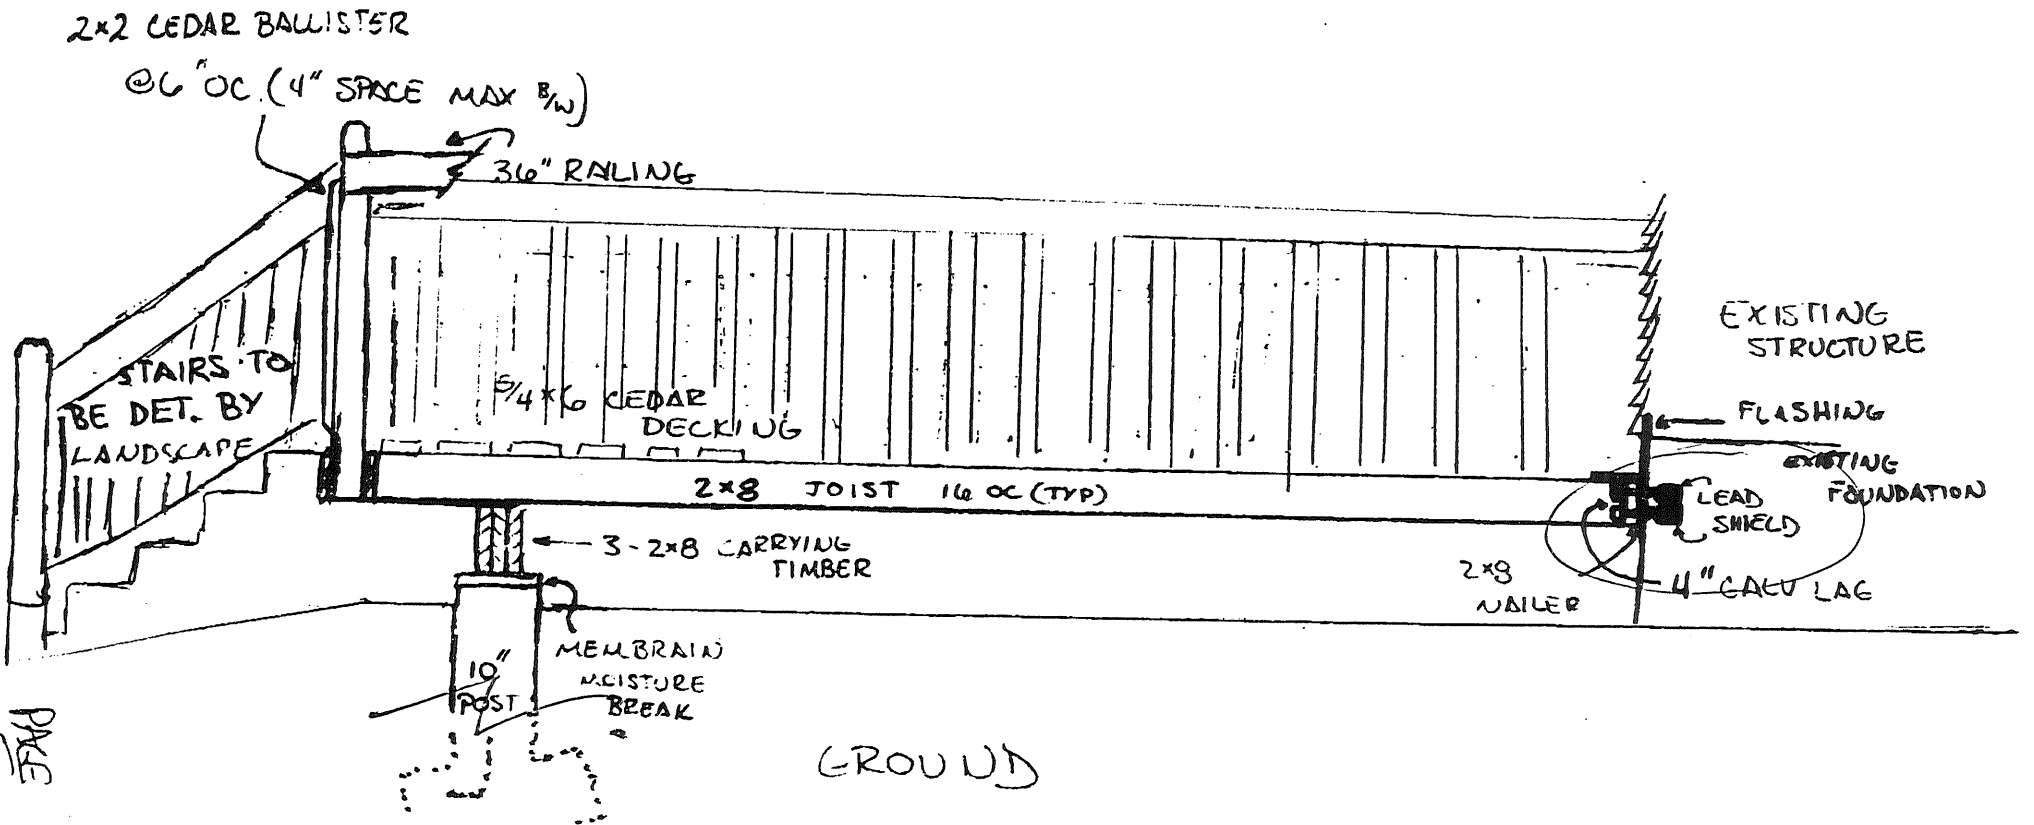 2×2 CEDAR BALLISTER
@6" OC. (4" SPACE MAX B/W)
36" RAILING
EXISTING
STRUCTURE
STAIRS TO
BE DET. BY
LANDSCAPE
5/4×6 CEDAR
DECKING
FLASHING
EXISTING
FOUNDATION
2×8 JOIST 16 OC (TYP)
LEAD
SHIELD
3-2×8 CARRYING
TIMBER
2×8
NAILER
4" GALV LAG
MEMBRAIN
MOISTURE
BREAK
10"
POST
GROUND